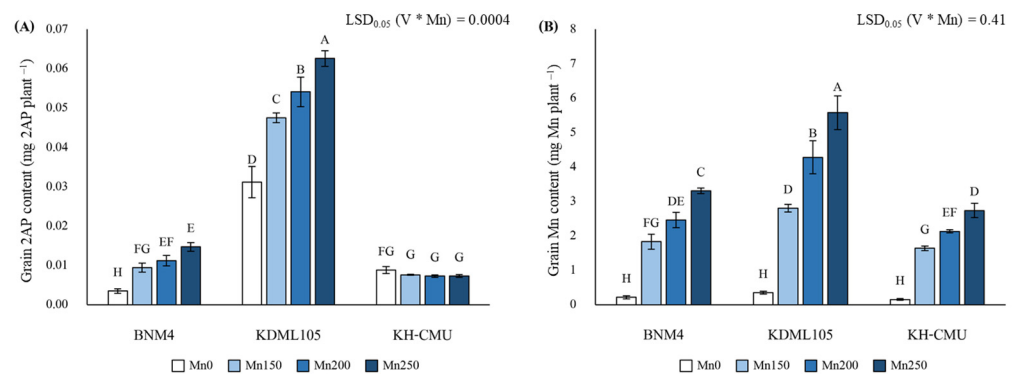 (A)
LSD0.05 (V * Mn) = 0.0004
Grain 2AP content (mg 2AP plant −1)
0.07
0.06
0.05
0.04
0.03
0.02
0.01
0.00
H FG EF E
D C B A
FG G G G
BNM4 KDML105 KH-CMU
Mn0 Mn150 Mn200 Mn250
(B)
LSD0.05 (V * Mn) = 0.41
Grain Mn content (mg Mn plant −1)
8
7
6
5
4
3
2
1
0
H FG DE C
H D B A
H G EF D
BNM4 KDML105 KH-CMU
Mn0 Mn150 Mn200 Mn250